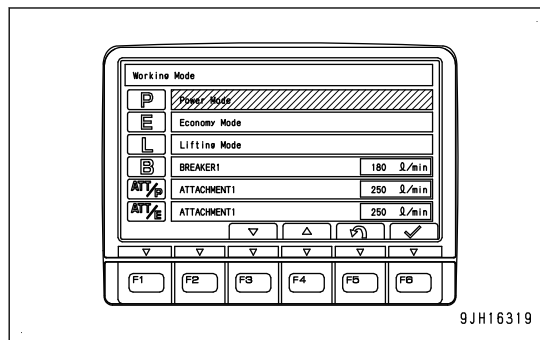 Working Mode
P Power Mode
E Economy Mode
L Lifting Mode
B BREAKER1 180 ℓ/min
ATT/P ATTACHMENT1 250 ℓ/min
ATT/E ATTACHMENT1 250 ℓ/min
F1 F2 F3 F4 F5 F6
9JH16319